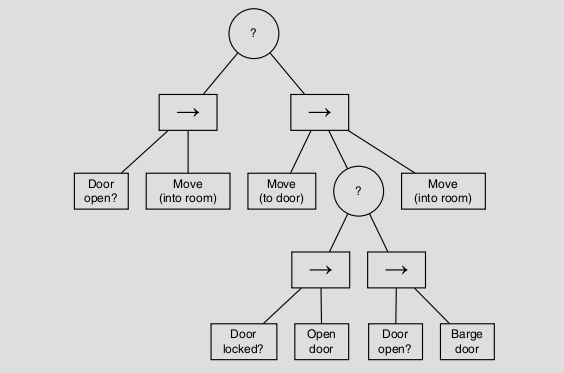 ?
→
→
Door
open?
Move
(into room)
Move
(to door)
?
Move
(into room)
→
→
Door
locked?
Open
door
Door
open?
Barge
door